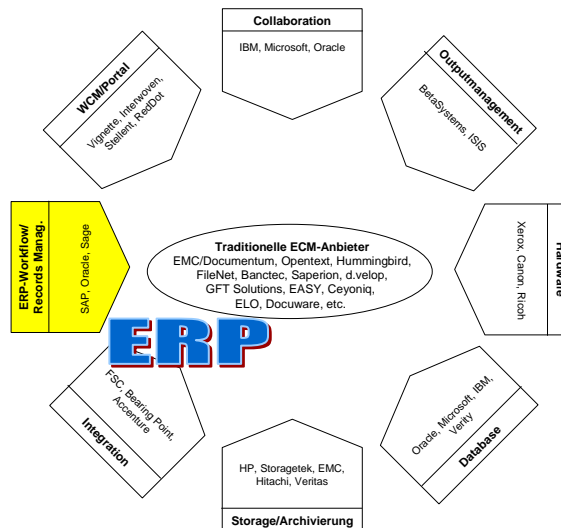 Collaboration
IBM, Microsoft, Oracle
WCM/Portal
Vignette, Interwoven,
Stellent, RedDot
Outputmanagement
BetaSystems, ISIS
ERP-Workflow/
Records Manag.
SAP, Oracle, Sage
Traditionelle ECM-Anbieter
EMC/Documentum, Opentext, Hummingbird,
FileNet, Banctec, Saperion, d.velop,
GFT Solutions, EASY, Ceyoniq,
ELO, Docuware, etc.
Xerox, Canon, Ricoh
Hardware
ERP
FSC, Bearing Point,
Accenture
Integration
HP, Storagetek, EMC,
Hitachi, Veritas
Storage/Archivierung
Oracle, Microsoft, IBM,
Verity
Database